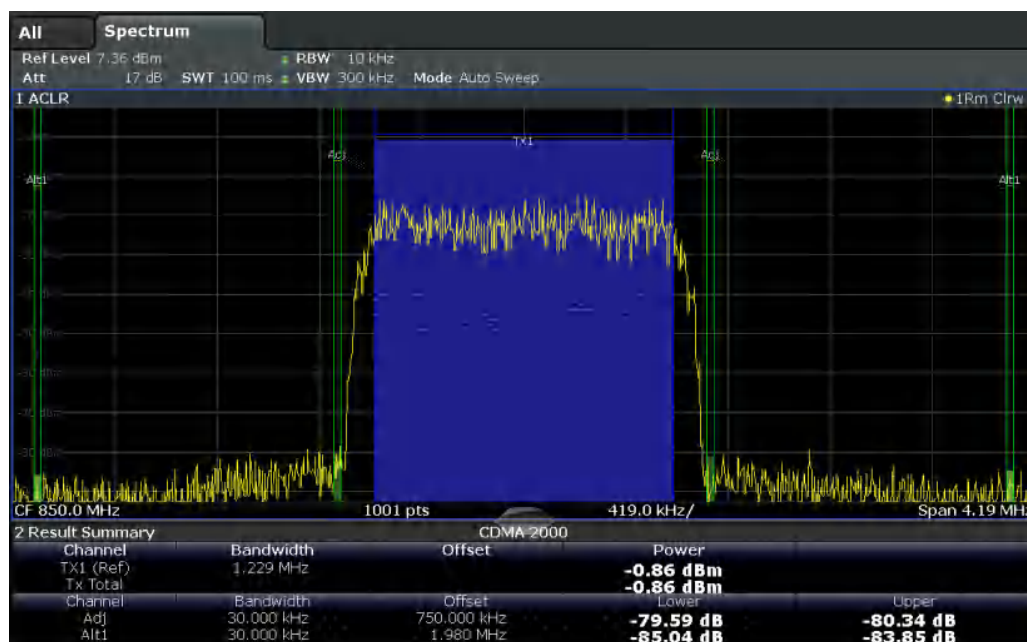 All Spectrum
Ref Level 7.36 dBm RBW 10 kHz
Att 17 dB SWT 100 ms VBW 300 kHz Mode Auto Sweep
1 ACLR 1Rm Clrw
TX1
Adj Adj
Alt1 Alt1
CF 850.0 MHz 1001 pts 419.0 kHz/ Span 4.19 MH
2 Result Summary CDMA 2000
Channel Bandwidth Offset Power
TX1 (Ref) 1.229 MHz -0.86 dBm
Tx Total -0.86 dBm
Channel Bandwidth Offset Lower Upper
Adj 30.000 kHz 750.000 kHz -79.59 dB -80.34 dB
Alt1 30.000 kHz 1.980 MHz -85.04 dB -83.85 dB